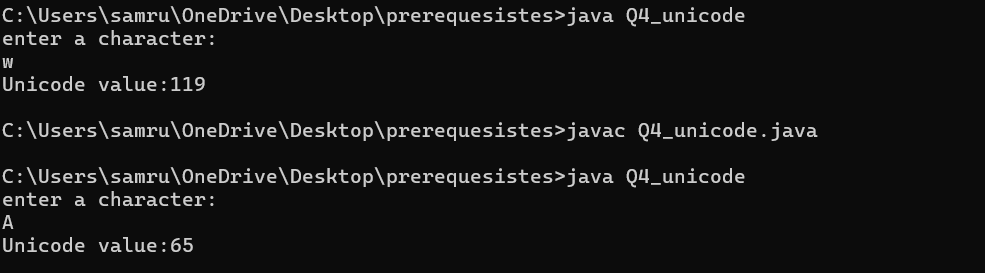 C:\Users\samru\OneDrive\Desktop\prerequesistes>java Q4_unicode
enter a character:
w
Unicode value:119
C:\Users\samru\OneDrive\Desktop\prerequesistes>javac Q4_unicode.java
C:\Users\samru\OneDrive\Desktop\prerequesistes>java Q4_unicode
enter a character:
A
Unicode value:65